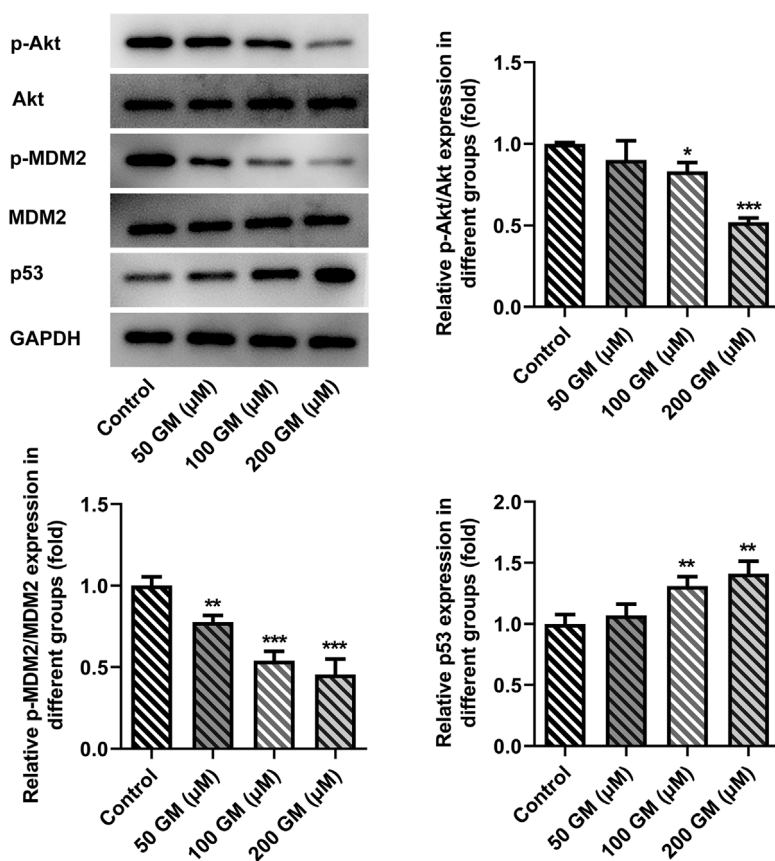 p-Akt
Akt
p-MDM2
MDM2
p53
GAPDH
Control
50 GM (µM)
100 GM (µM)
200 GM (µM)
Relative p-Akt/Akt expression in
different groups (fold)
1.5
1.0
0.5
0.0
*
***
Control
50 GM (µM)
100 GM (µM)
200 GM (µM)
Relative p-MDM2/MDM2 expression in
different groups (fold)
1.5
1.0
0.5
0.0
**
***
***
Control
50 GM (µM)
100 GM (µM)
200 GM (µM)
Relative p53 expression in
different groups (fold)
2.0
1.5
1.0
0.5
0.0
**
**
Control
50 GM (µM)
100 GM (µM)
200 GM (µM)